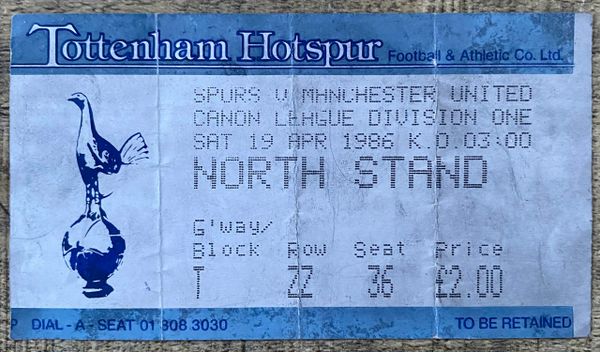 Tottenham Hotspur Football & Athletic Co. Ltd.
SPURS V MANCHESTER UNITED
CANON LEAGUE DIVISION ONE
SAT 19 APR 1986 K.O.03:00
NORTH STAND
G'way/
Block Row Seat Price
T ZZ 36 £2.00
P DIAL - A - SEAT 01 808 3030 TO BE RETAINED